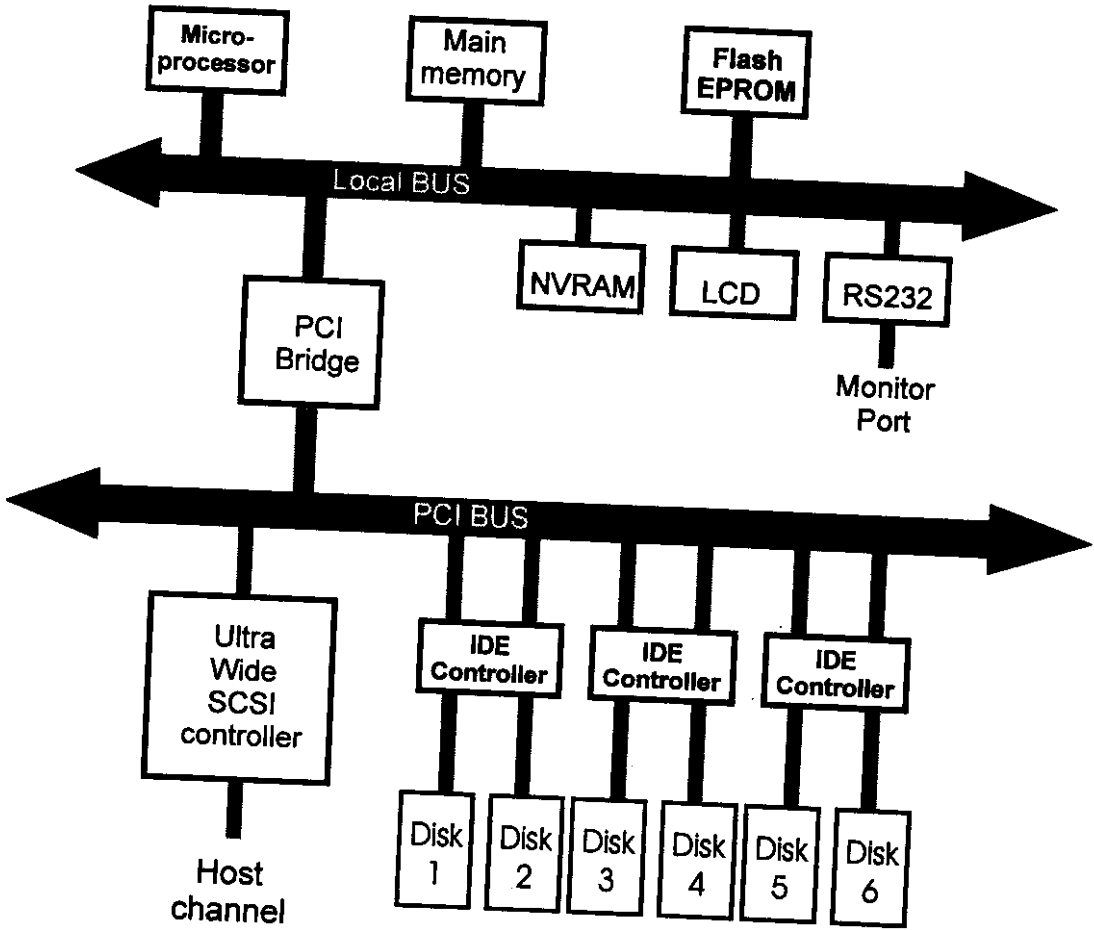 Micro-
processor
Main
memory
Flash
EPROM
Local BUS
NVRAM
LCD
RS232
PCI
Bridge
Monitor
Port
PCI BUS
Ultra
Wide
SCSI
controller
IDE
Controller
IDE
Controller
IDE
Controller
Disk
1
Disk
2
Disk
3
Disk
4
Disk
5
Disk
6
Host
channel